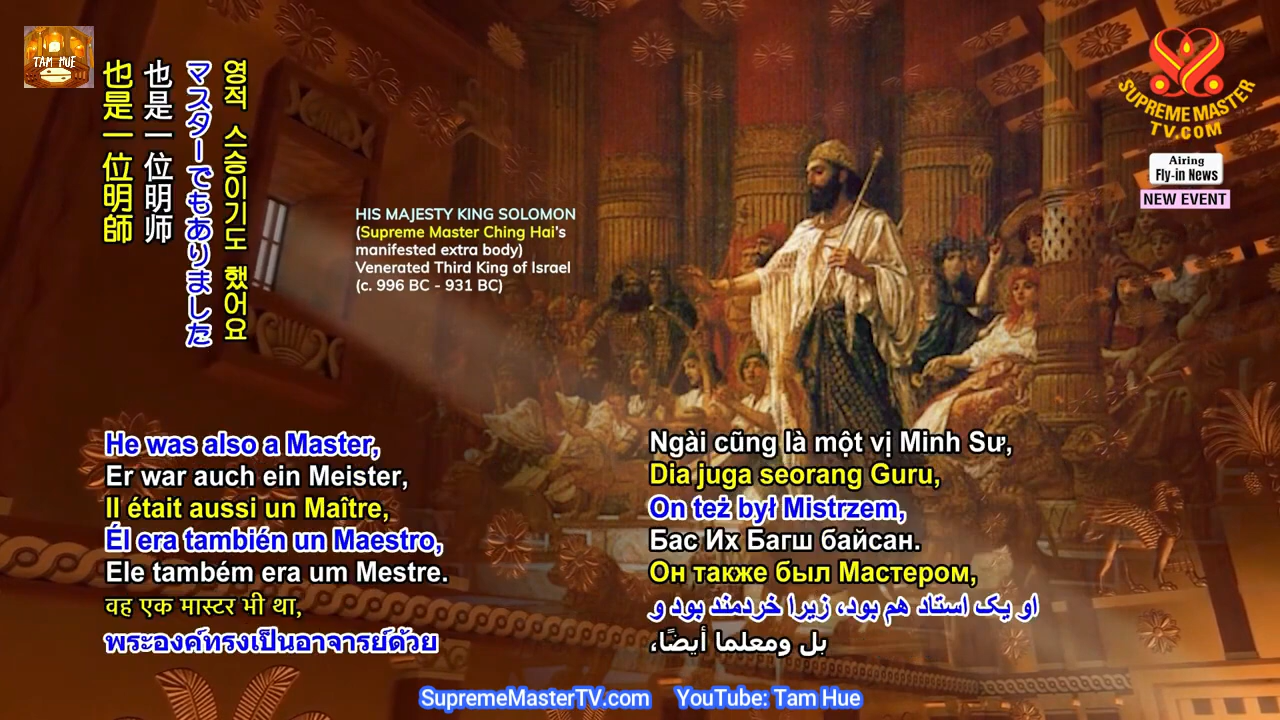 TAM HUE
也是一位明師
也是一位明师
マスターでもありました
영적 스승이기도 했어요
HIS MAJESTY KING SOLOMON
(Supreme Master Ching Hai's
manifested extra body)
Venerated Third King of Israel
(c. 996 BC - 931 BC)
SUPREME MASTER
TV.COM
Airing
Fly-in News
NEW EVENT
He was also a Master,
Er war auch ein Meister,
Il était aussi un Maître,
Él era también un Maestro,
Ele também era um Mestre.
वह एक मास्टर भी था,
พระองค์ทรงเป็นอาจารย์ด้วย
Ngài cũng là một vị Minh Sư,
Dia juga seorang Guru,
On też był Mistrzem,
Бас Их Багш байсан.
Он также был Мастером,
او یک استاد هم بود، زیرا خردمند بود و
بل ومعلما أيضًا،
SupremeMasterTV.com YouTube: Tam Hue